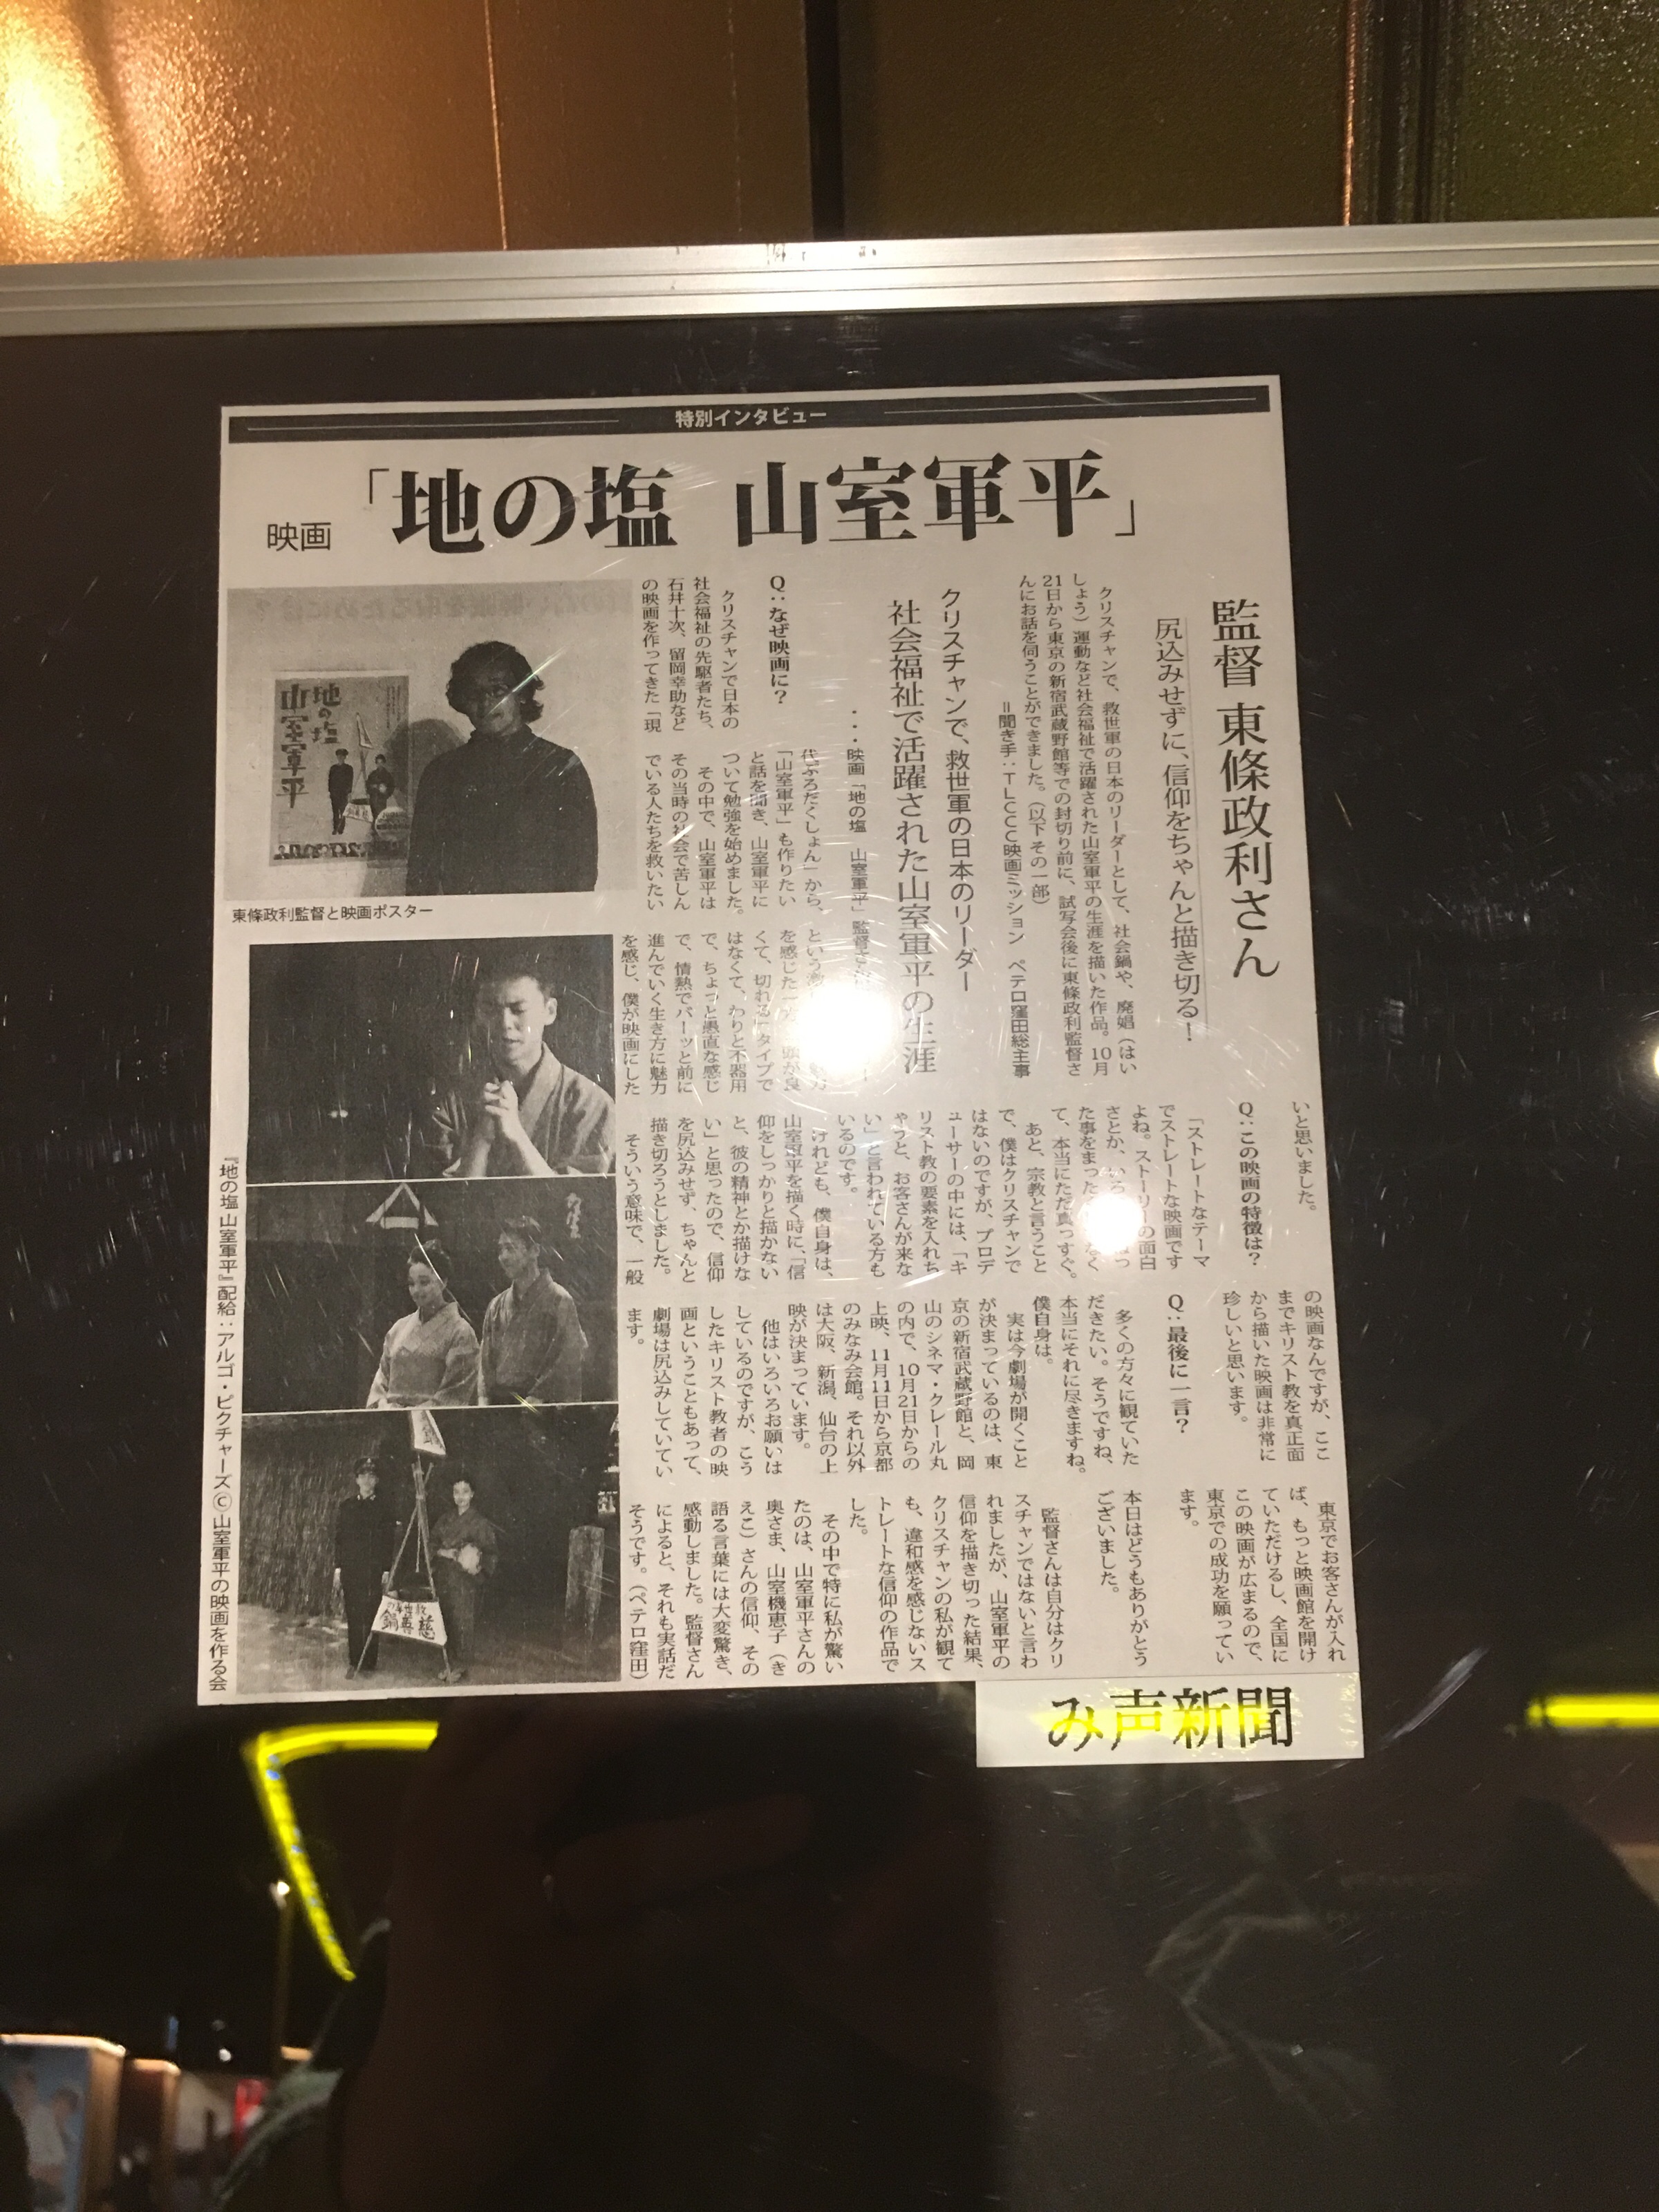 特別インタビュー
映画
「地の塩 山室軍平」
監督 東條政利さん
尻込みせずに、信仰をちゃんと描き切る!
クリスチャンで、救世軍の日本のリーダーとして、社会鍋や、廃娼(はい
しょう)運動など社会福祉で活躍された山室軍平の生涯を描いた作品。10月
21日から東京の新宿武蔵野館等での封切り前に、試写会後に東條政利監督さ
んにお話を伺うことができました。(以下 その一部)
=聞き手:TLCCC映画ミッション ペテロ窪田総主事
クリスチャンで、救世軍の日本のリーダー
社会福祉で活躍された山室軍平の生涯
・・・映画「地の塩 山室軍平」監督さん
Q:なぜ映画に?
クリスチャンで日本の
社会福祉の先駆者たち、
石井十次、留岡幸助など
の映画を作ってきた「現
代ぷろだくしょん」から、
「山室軍平」も作りたい
と話を聞き、山室軍平に
ついて勉強を始めました。
その中で、山室軍平は
その当時の社会で苦しん
でいる人たちを救いたい
という
を感じた
くて、切れるタイプで
はなくて、わりと不器用
で、ちょっと愚直な感じ
で、情熱でバーッと前に
進んでいく生き方に魅力
を感じ、僕が映画にした
いと思いました。
Q:この映画の特徴は?
「ストレートなテーマ
でストレートな映画です
よね。ストーリーの面白
さとか、いろ
た事をまった
て、本当にただ真っすぐ。
あと、宗教と言うこと
で、僕はクリスチャンで
はないのですが、プロデ
ューサーの中には、「キ
リスト教の要素を入れち
ゃうと、お客さんが来な
い」と言われている方も
いるのです。
けれども、僕自身は、
山室軍平を描く時に、「信
仰をしっかりと描かない
と、彼の精神とか描けな
い」と思ったので、信仰
を尻込みせず、ちゃんと
描き切ろうとしました。
そういう意味で、一般
の映画なんですが、ここ
までキリスト教を真正面
から描いた映画は非常に
珍しいと思います。
Q:最後に一言?
多くの方々に観ていた
だきたい。そうですね、
本当にそれに尽きますね。
僕自身は。
実は今劇場が開くこと
が決まっているのは、東
京の新宿武蔵野館と、岡
山のシネマ・クレール丸
の内で、10月21日からの
上映、11月11日から京都
のみなみ会館。それ以外
は大阪、新潟、仙台の上
映が決まっています。
他はいろいろお願いは
しているのですが、こう
したキリスト教者の映
画ということもあって、
劇場は尻込みしていてい
ます。
東京でお客さんが入れ
ば、もっと映画館を開け
ていただけるし、全国に
この映画が広まるので、
東京での成功を願ってい
ます。
本日はどうもありがとう
ございました。
監督さんは自分はクリ
スチャンではないと言わ
れましたが、山室軍平の
信仰を描き切った結果、
クリスチャンの私が観て
も、違和感を感じないス
トレートな信仰の作品で
した。
その中で特に私が驚い
たのは、山室軍平さんの
奥さま、山室機恵子(き
えこ)さんの信仰、その
語る言葉には大変驚き、
感動しました。監督さん
によると、それも実話だ
そうです。(ペテロ窪田)
地の塩
山室軍平
東條政利監督と映画ポスター
慈善鍋
『地の塩 山室軍平』配給:アルゴ・ピクチャーズ©山室軍平の映画を作る会
み声新聞